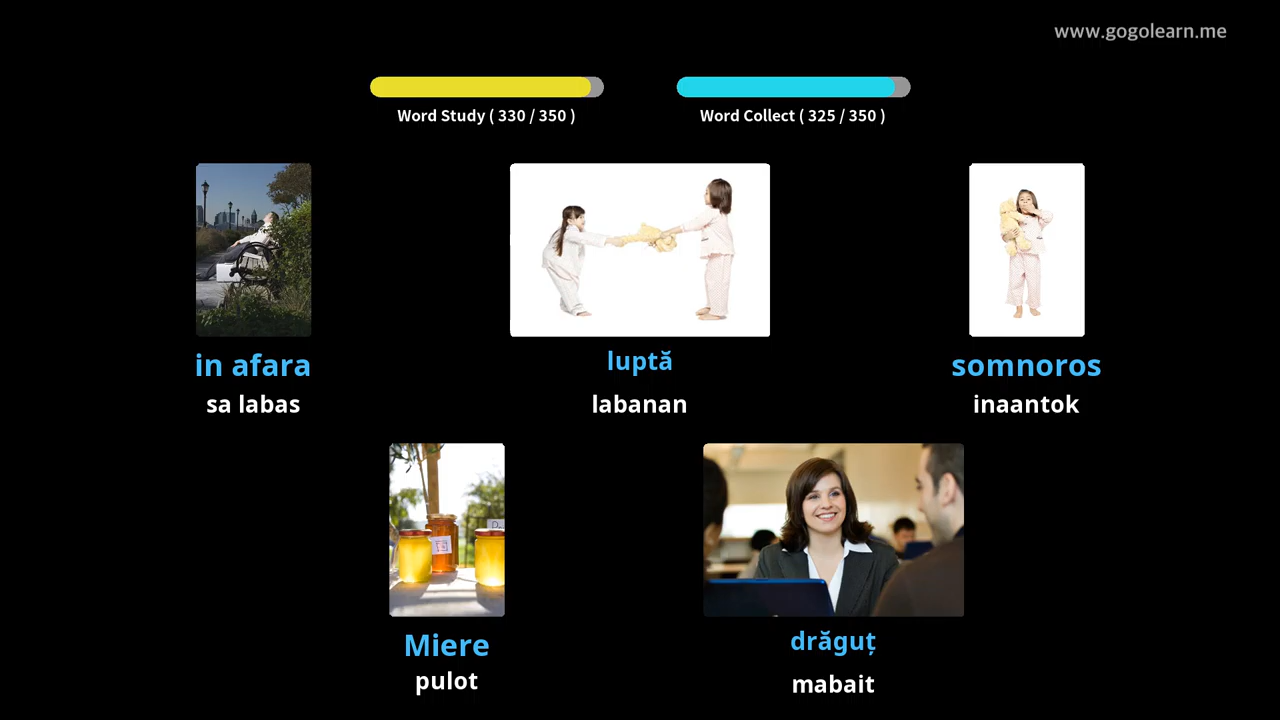 www.gogolearn.me
Word Study ( 330 / 350 )
Word Collect ( 325 / 350 )
in afara
luptă
somnoros
sa labas
labanan
inaantok
Miere
drăguț
pulot
mabait